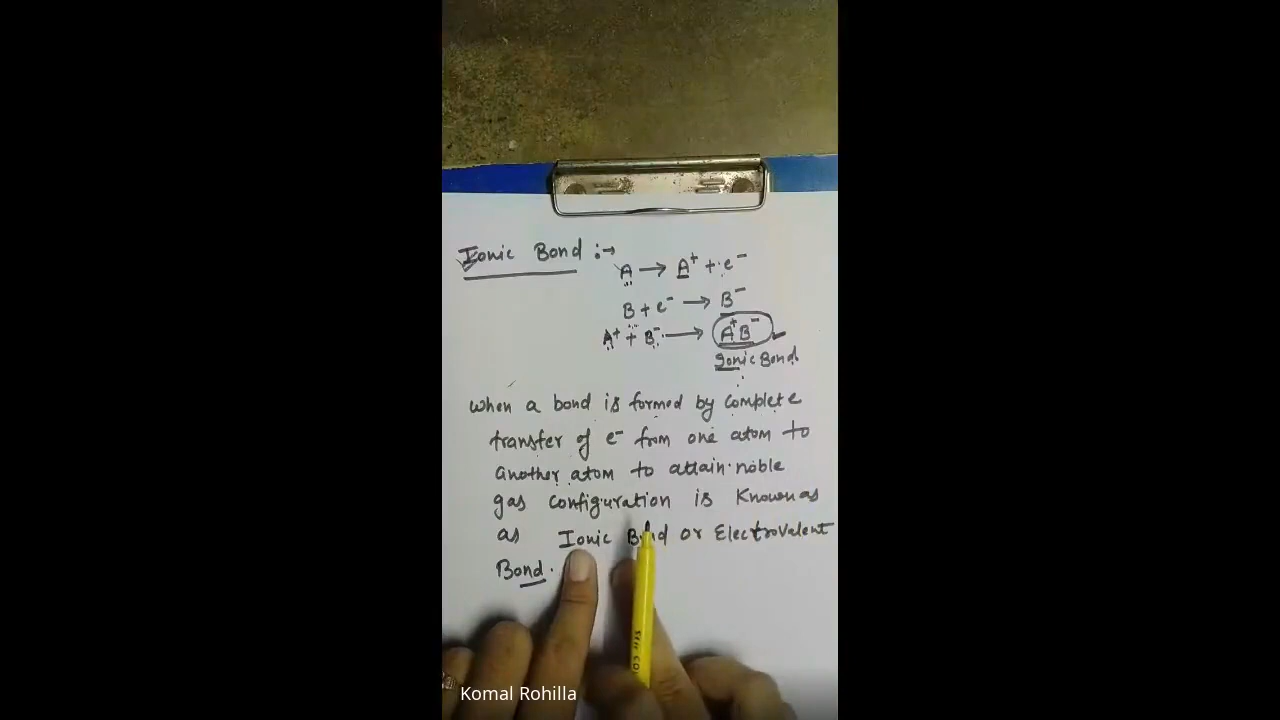 Ionic Bond :→
A → A⁺ + e⁻
B + e⁻ → B⁻
A⁺ + B⁻ → A⁺B⁻
Ionic Bond
When a bond is formed by complete
transfer of e⁻ from one atom to
another atom to attain noble
gas configuration is Known as
as Ionic Bond or Electrovalent
Bond.
Komal Rohilla